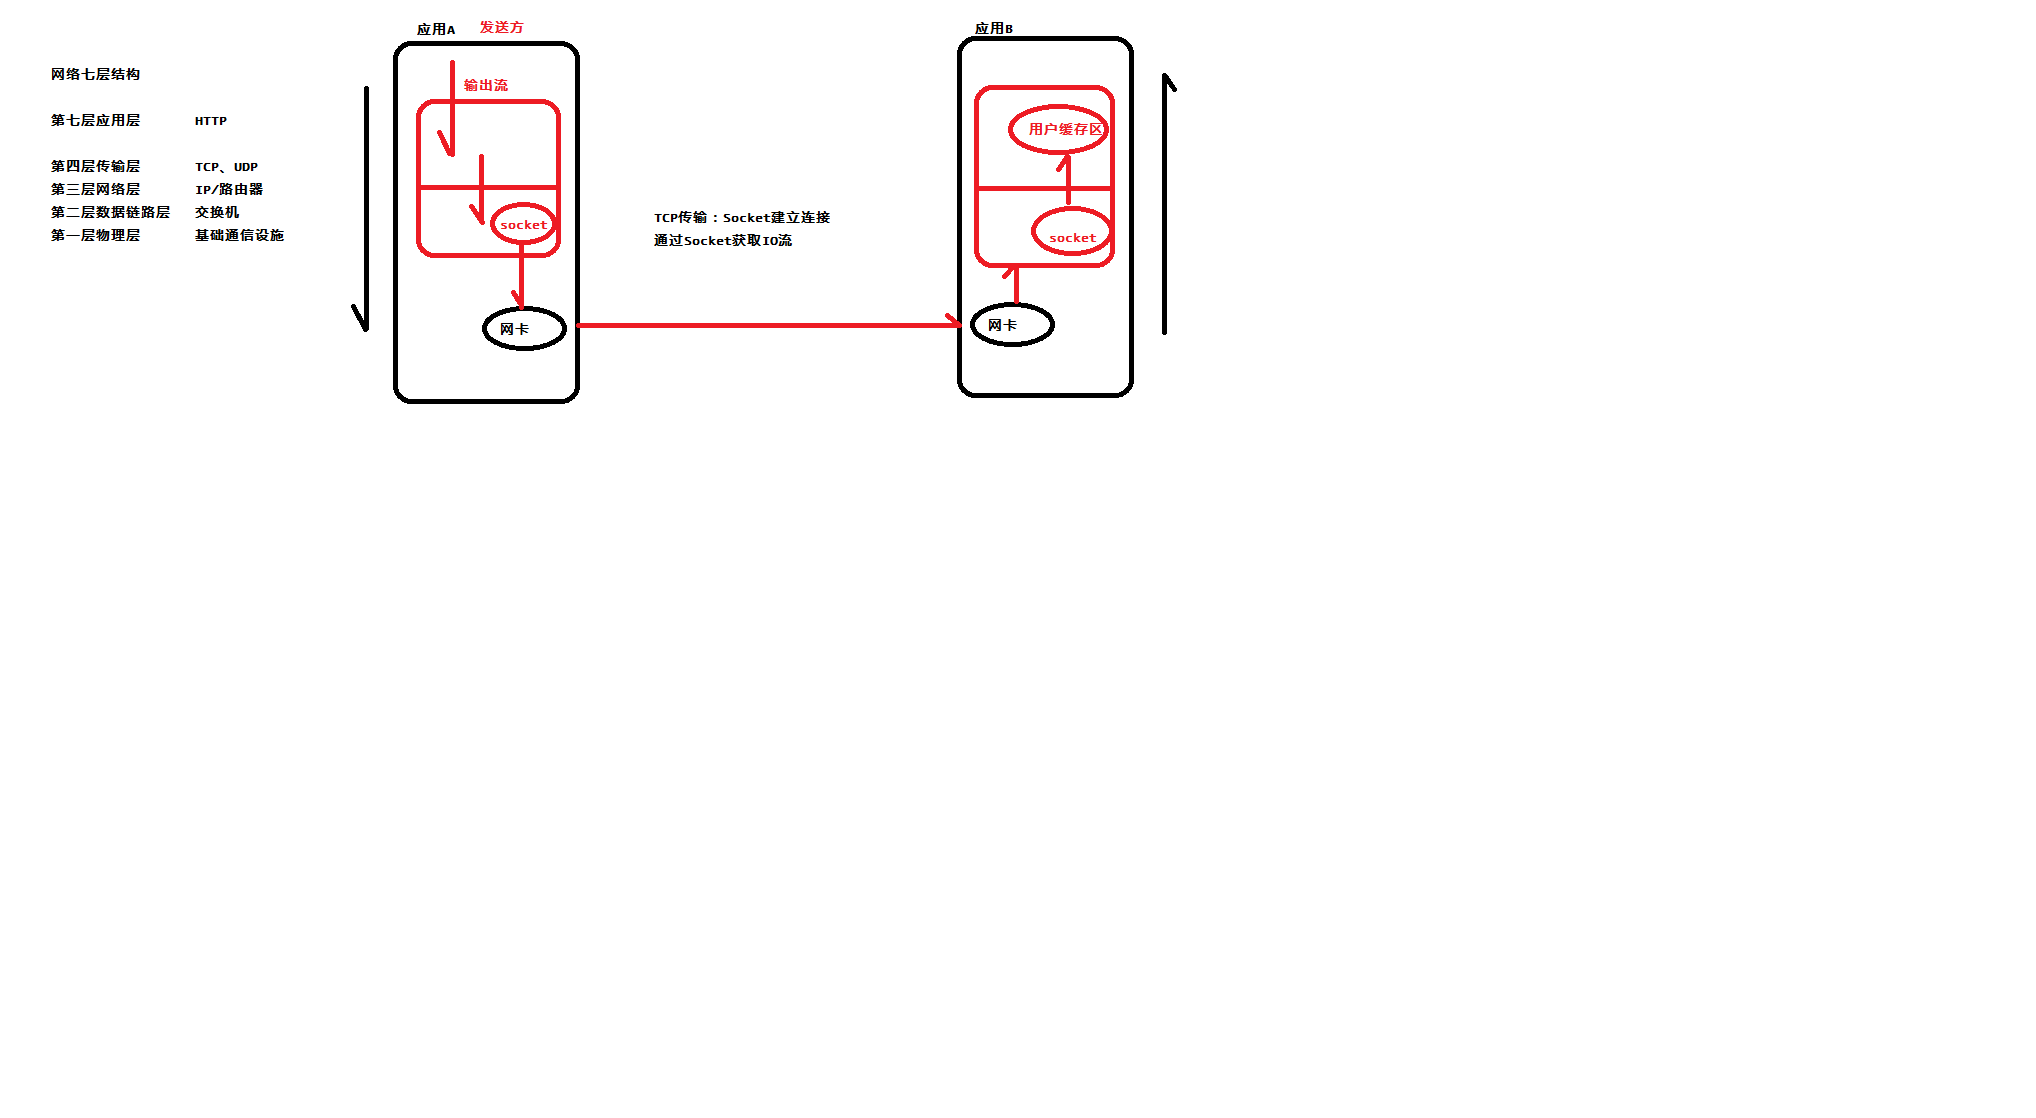 应用A 发送方
应用B
网络七层结构
第七层应用层 HTTP
第四层传输层 TCP、UDP
第三层网络层 IP/路由器
第二层数据链路层 交换机
第一层物理层 基础通信设施
输出流
socket
网卡
TCP传输：Socket建立连接
通过Socket获取IO流
用户缓存区
socket
网卡